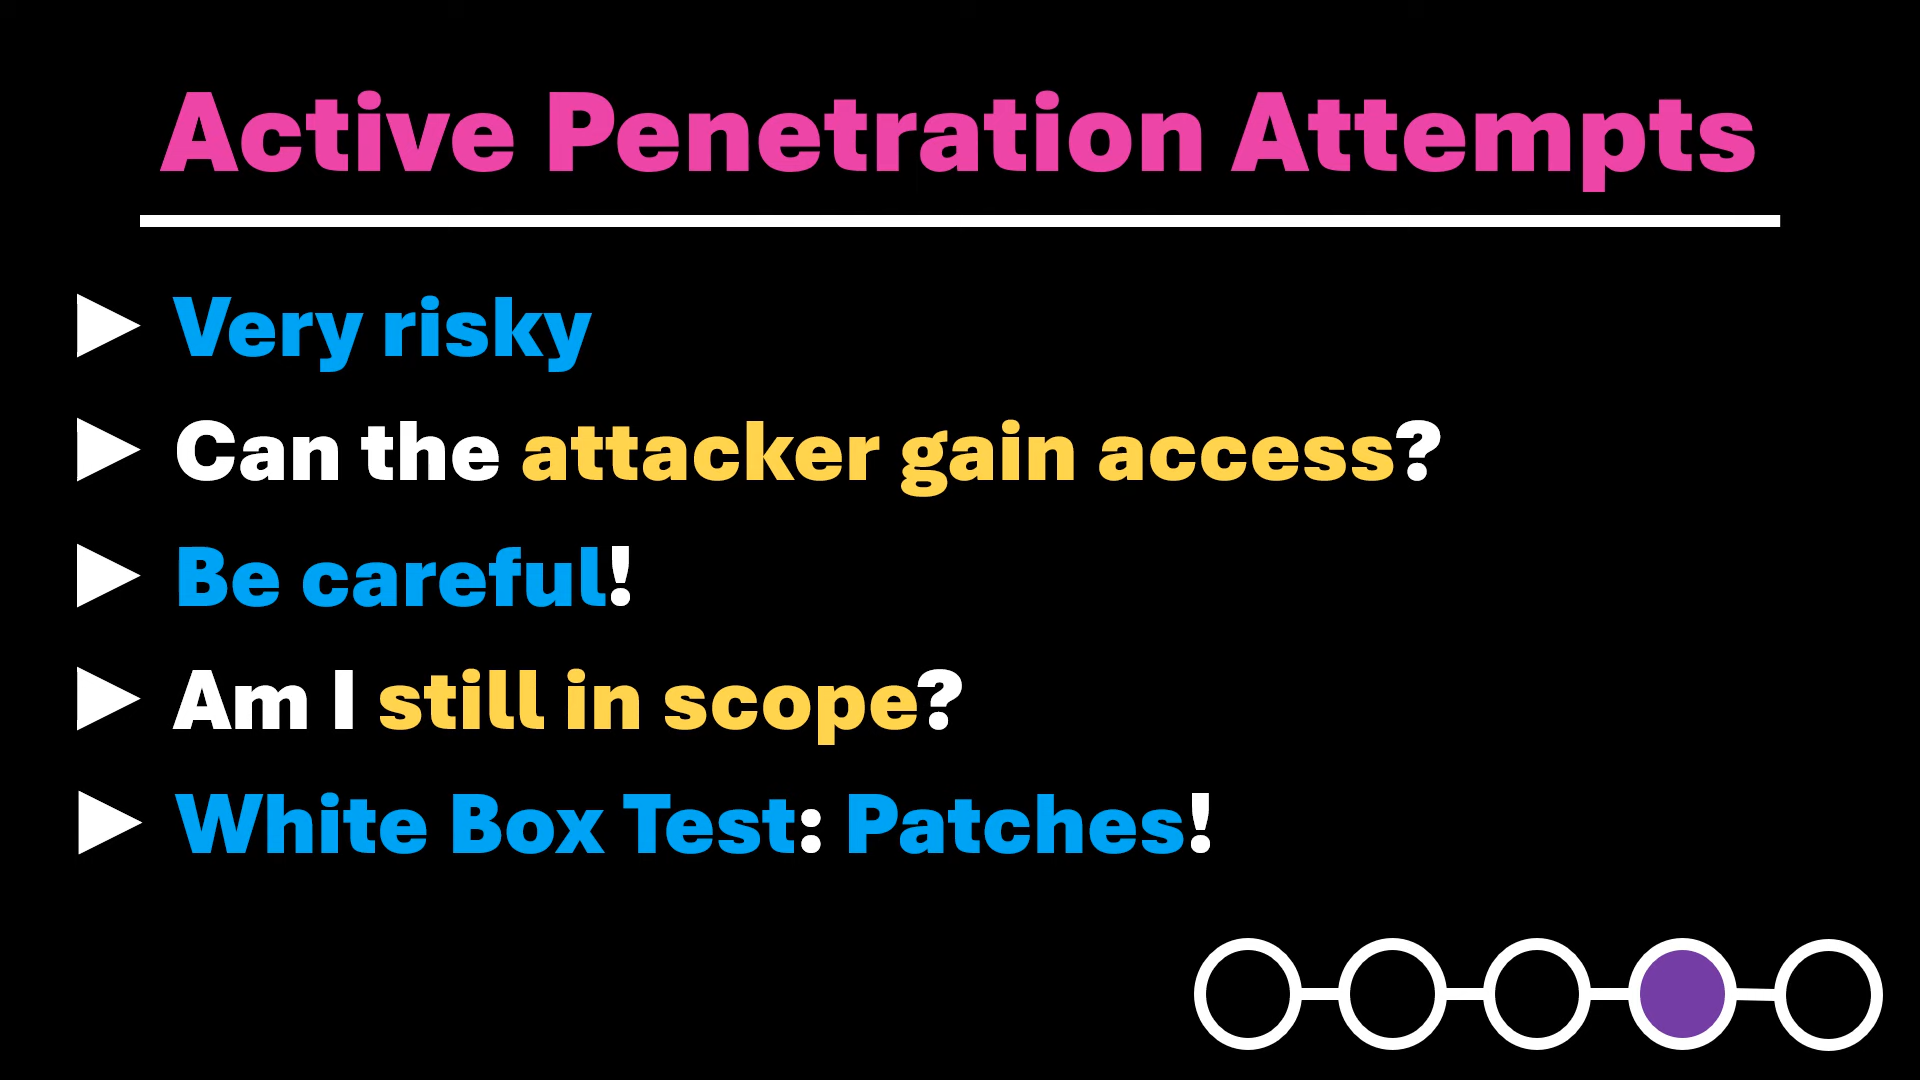 Active Penetration Attempts
Very risky
Can the attacker gain access?
Be careful!
Am I still in scope?
White Box Test: Patches!